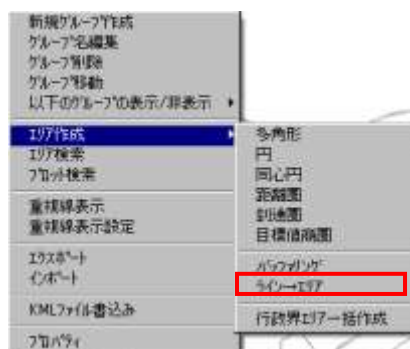 新規ｸﾞﾙｰﾌﾟ作成
ｸﾞﾙｰﾌﾟ名編集
ｸﾞﾙｰﾌﾟ削除
ｸﾞﾙｰﾌﾟ移動
以下のｸﾞﾙｰﾌﾟの表示/非表示
ｴﾘｱ作成
ｴﾘｱ検索
ﾌﾟﾛｯﾄ検索
重複線表示
重複線表示設定
ｴｸｽﾎﾟｰﾄ
ｲﾝﾎﾟｰﾄ
KMLﾌｧｲﾙ書込み
ﾌﾟﾛﾊﾟﾃｨ
多角形
円
同心円
距離圏
到達圏
目標値商圏
ﾊﾞｯﾌｧﾘﾝｸﾞ
ﾗｲﾝ→ｴﾘｱ
行政界ｴﾘｱ一括作成